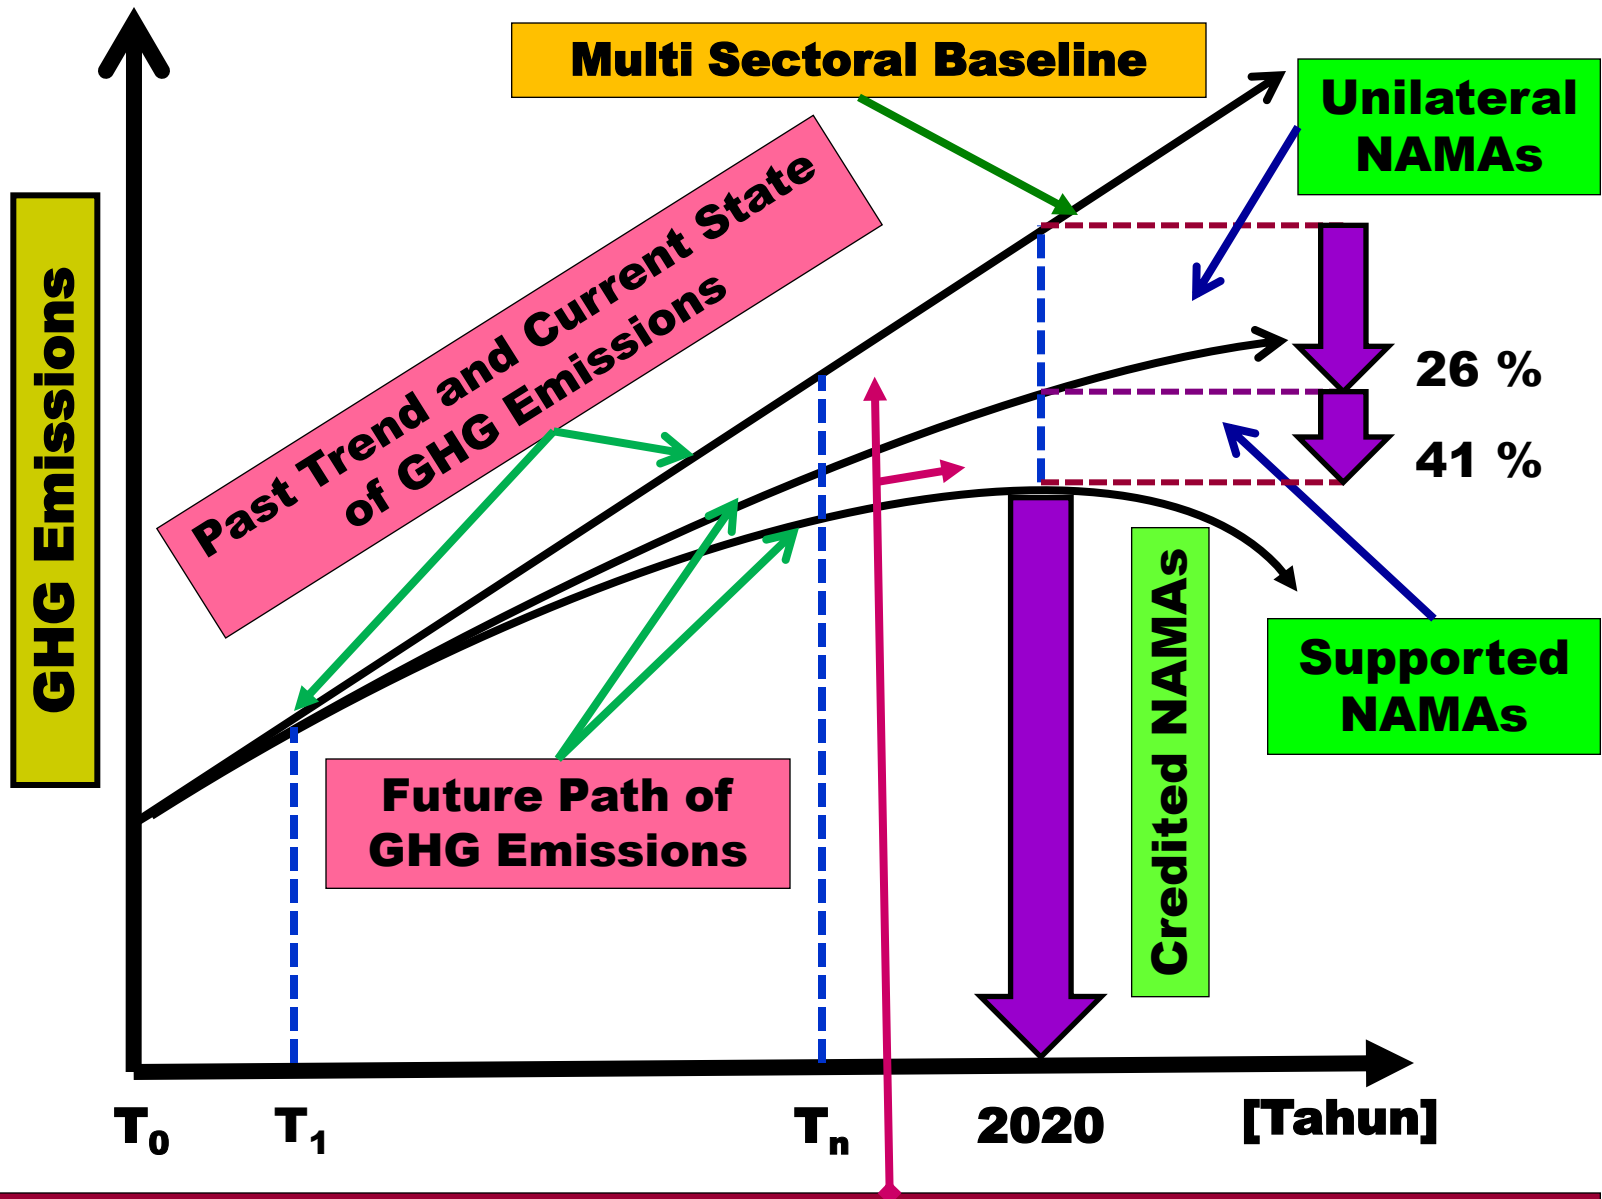 Multi Sectoral Baseline
Unilateral
NAMAs
Past Trend and Current State
of GHG Emissions
GHG Emissions
26 %
41 %
Credited NAMAs
Supported
NAMAs
Future Path of
GHG Emissions
T0
T1
Tn
2020
[Tahun]